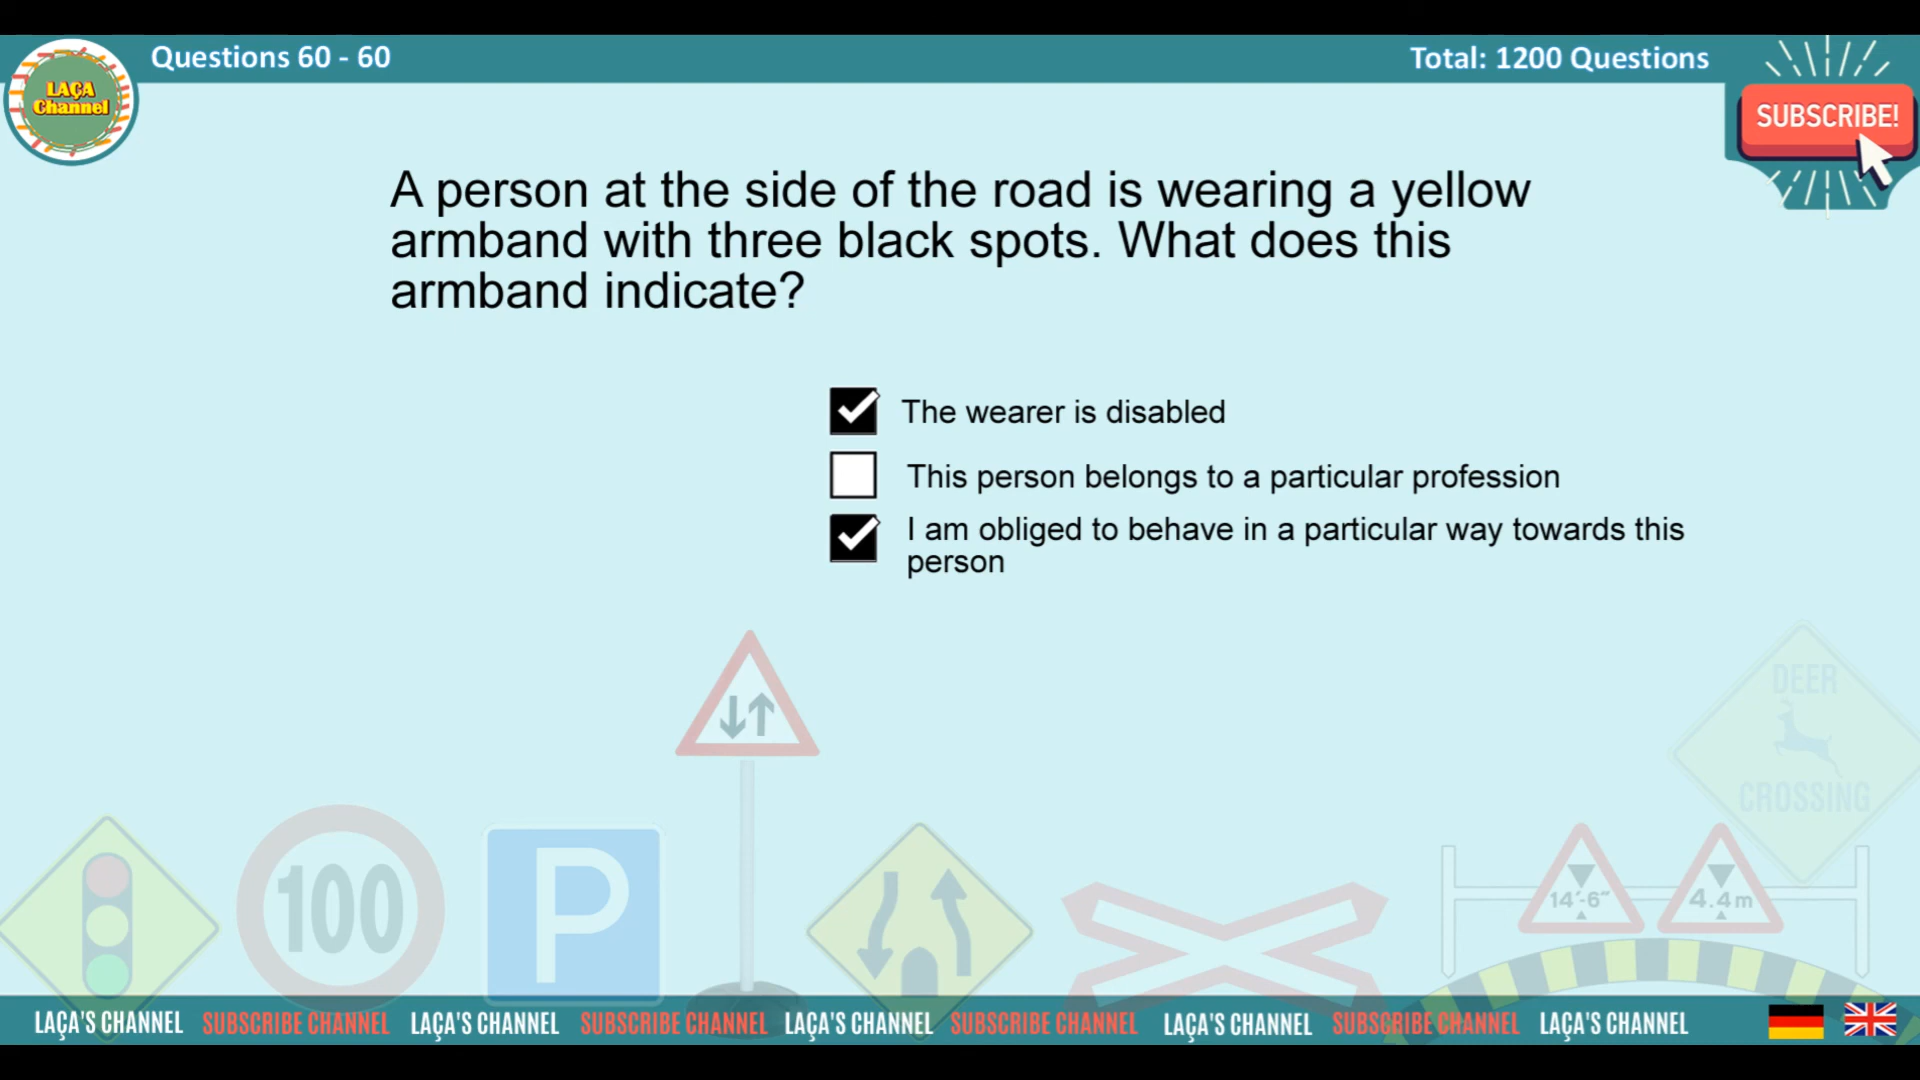 Questions 60 - 60
Total: 1200 Questions
LAÇA
Channel
SUBSCRIBE!
A person at the side of the road is wearing a yellow
armband with three black spots. What does this
armband indicate?
The wearer is disabled
This person belongs to a particular profession
I am obliged to behave in a particular way towards this
person
DEER
CROSSING
100
P
14'-6"
4.4m
LAÇA'S CHANNEL SUBSCRIBE CHANNEL LAÇA'S CHANNEL SUBSCRIBE CHANNEL LAÇA'S CHANNEL SUBSCRIBE CHANNEL LAÇA'S CHANNEL SUBSCRIBE CHANNEL LAÇA'S CHANNEL